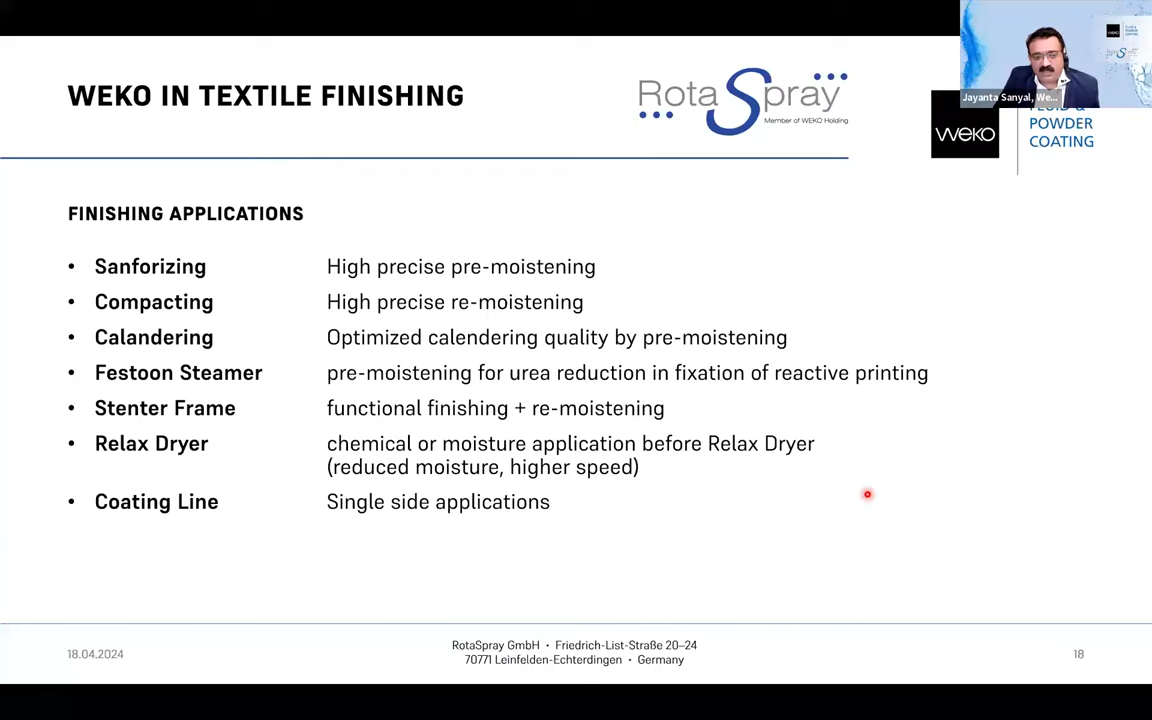 WEKO IN TEXTILE FINISHING
RotaSpray
Member of WEKO Holding
Jayanta Sanyal, We...
weko
FLUID &
POWDER
COATING
FINISHING APPLICATIONS
• Sanforizing High precise pre-moistening
• Compacting High precise re-moistening
• Calandering Optimized calendering quality by pre-moistening
• Festoon Steamer pre-moistening for urea reduction in fixation of reactive printing
• Stenter Frame functional finishing + re-moistening
• Relax Dryer chemical or moisture application before Relax Dryer
(reduced moisture, higher speed)
• Coating Line Single side applications
18.04.2024
RotaSpray GmbH • Friedrich-List-Straße 20–24
70771 Leinfelden-Echterdingen • Germany
18